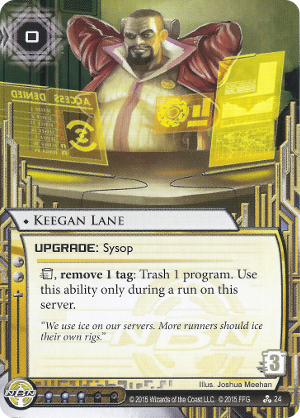 0
ACCESS DENIED
• KEEGAN LANE
UPGRADE: Sysop
, remove 1 tag: Trash 1 program. Use
this ability only during a run on this
server.
"We use ice on our servers. More runners should ice
their own rigs."
3
Illus. Joshua Meehan
NBN
© 2015 Wizards of the Coast LLC. © 2015 FFG
24